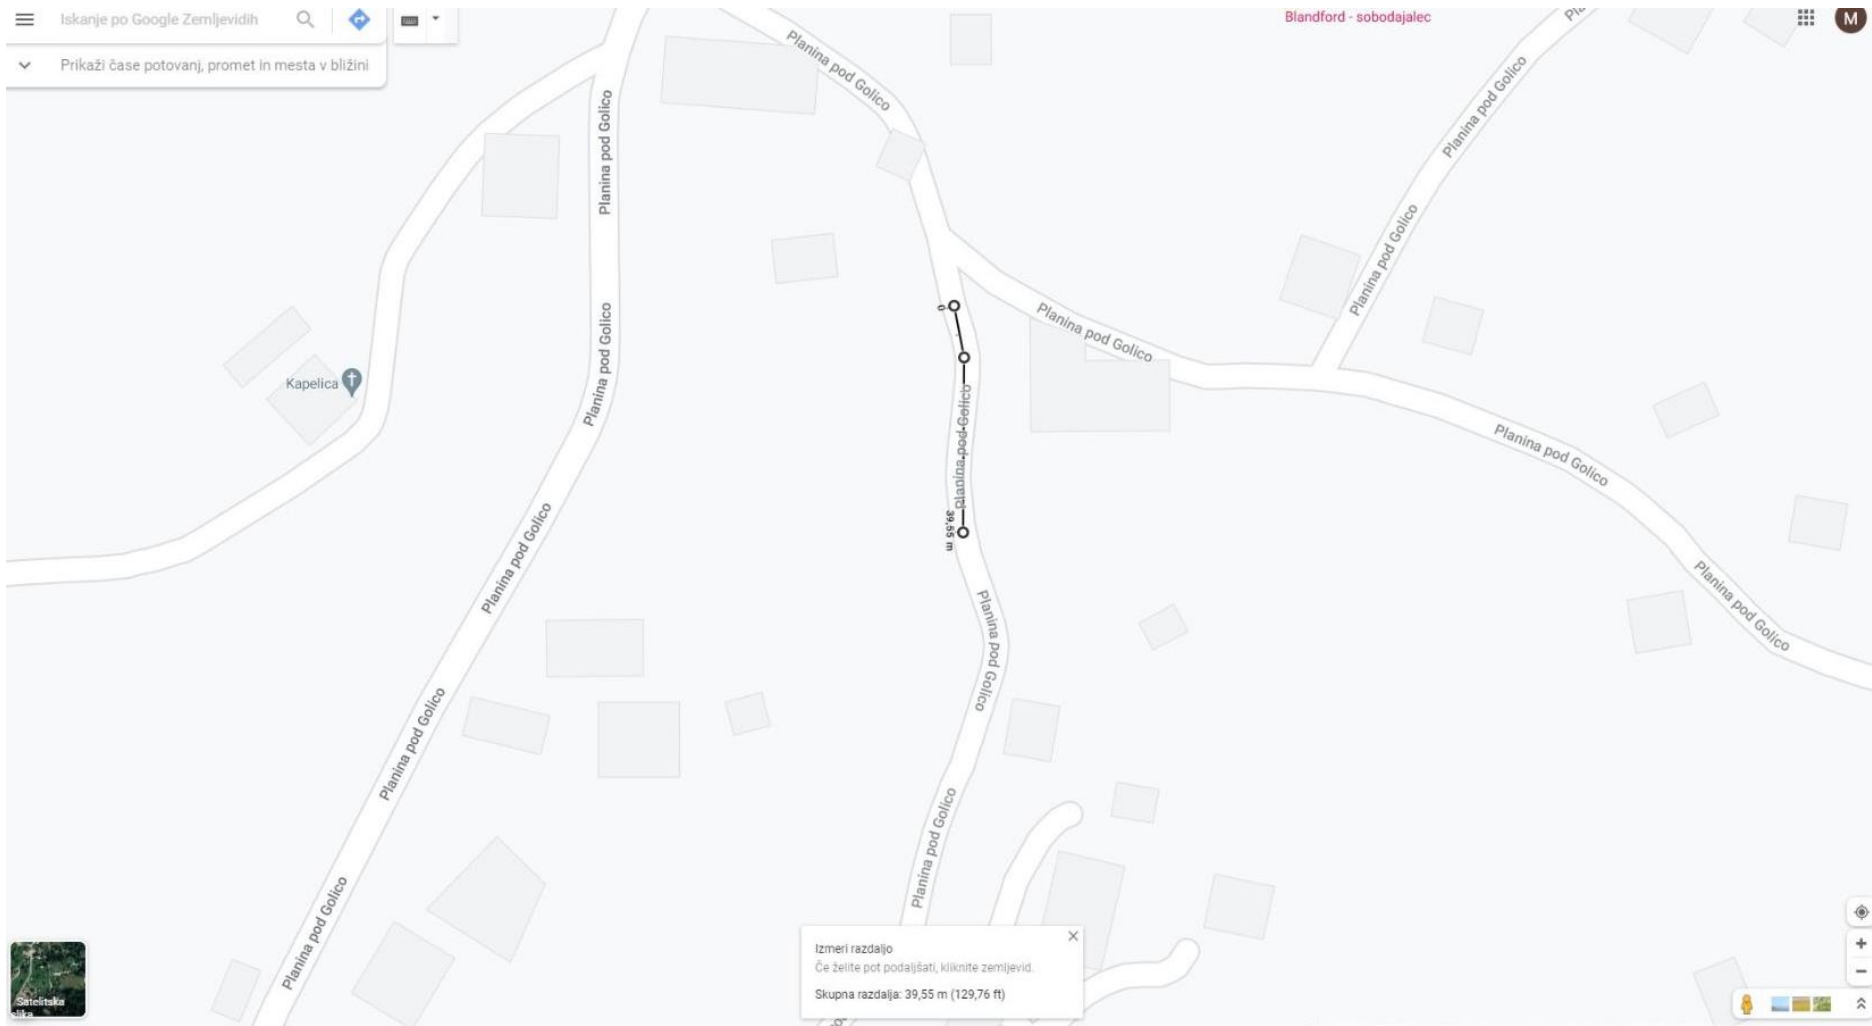 Iskanje po Google Zemljevidih
Blandford - sobodajalec
M
Prikaži čase potovanj, promet in mesta v bližini
Planina pod Golico
Planina pod Golico
Planina pod Golico
Planina pod Golico
Planina pod Golico
Planina pod Golico
Planina pod Golico
0
Kapelica
Planina pod Golico
Planina pod Golico
Planina pod Golico
39,55 m
Planina pod Golico
Planina pod Golico
Planina pod Golico
Planina pod Golico
Planina pod Golico
Planina pod Golico
Izmeri razdaljo
Če želite pot podaljšati, kliknite zemljevid.
Skupna razdalja: 39,55 m (129,76 ft)
Satelitska
slika